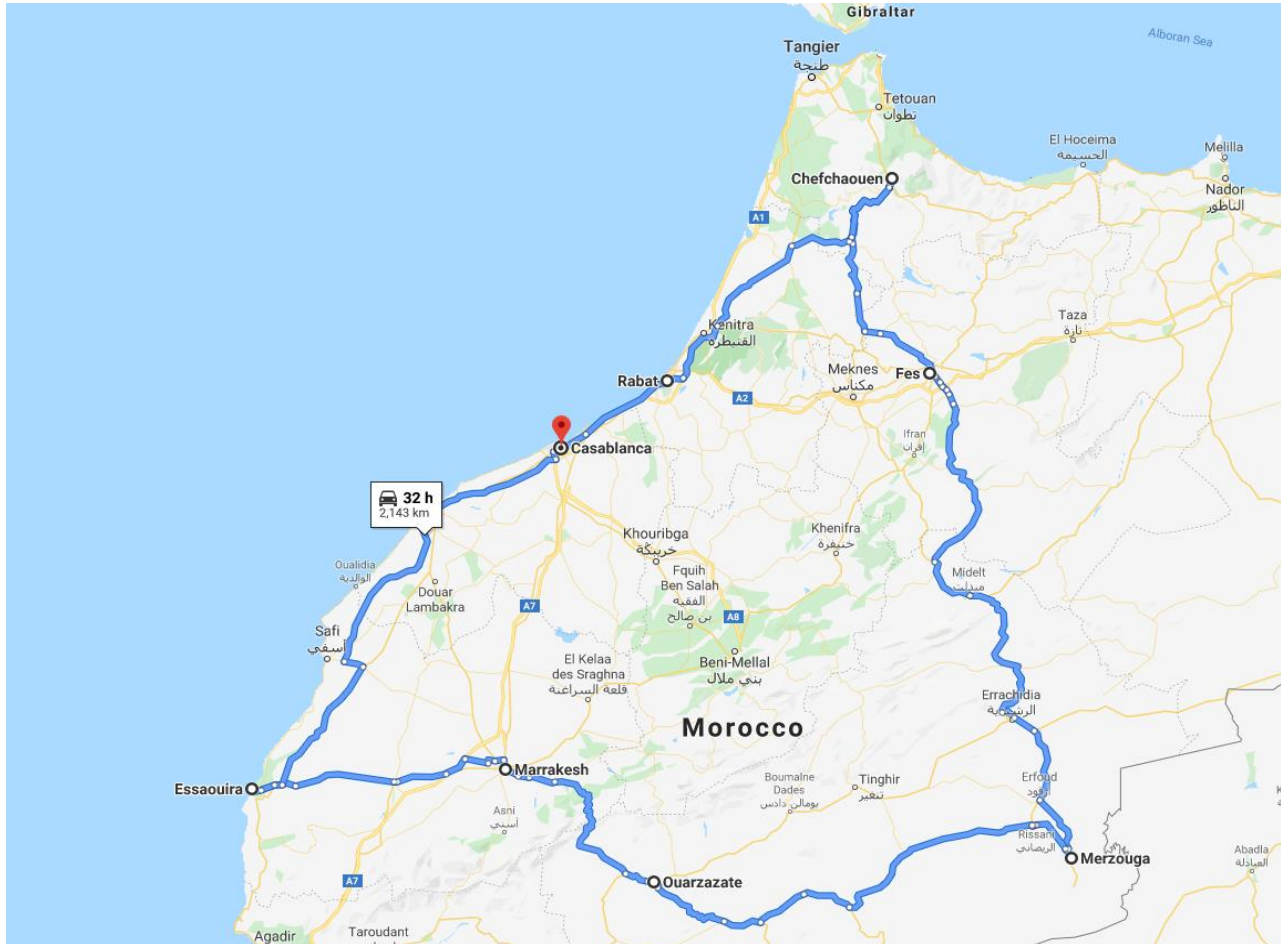 Gibraltar
Alboran Sea
Tangier
طنجة
Tetouan
تطوان
El Hoceima
الحسيمة
Melilla
Nador
الناظور
Chefchaouen
A1
Kenitra
القنيطرة
Taza
تازة
Rabat
Meknes
مكناس
Fes
A2
Ifran
إفران
Casablanca
32 h
2,143 km
Khouribga
خريبكة
Khenifra
خنيفرة
Oualidia
الوالدية
Douar
Lambakra
Fquih
Ben Salah
الفقيه
بن صالح
Midelt
ميدلت
A7
A8
Safi
آسفي
Beni-Mellal
بني ملال
El Kelaa
des Sraghna
قلعة السراغنة
Errachidia
الرشيدية
Morocco
Marrakesh
Essaouira
Boumalne
Dades
بومالن دادس
Tinghir
تنغير
Erfoud
أرفود
Asni
أسني
Rissani
الريصاني
Merzouga
Abadla
العبادلة
A7
Ouarzazate
Agadir
Taroudant